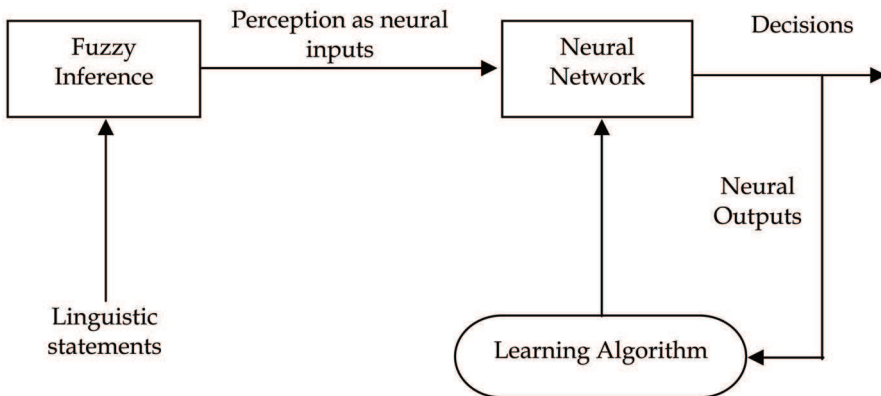 Fuzzy
Inference
Perception as neural
inputs
Neural
Network
Decisions
Neural
Outputs
Linguistic
statements
Learning Algorithm